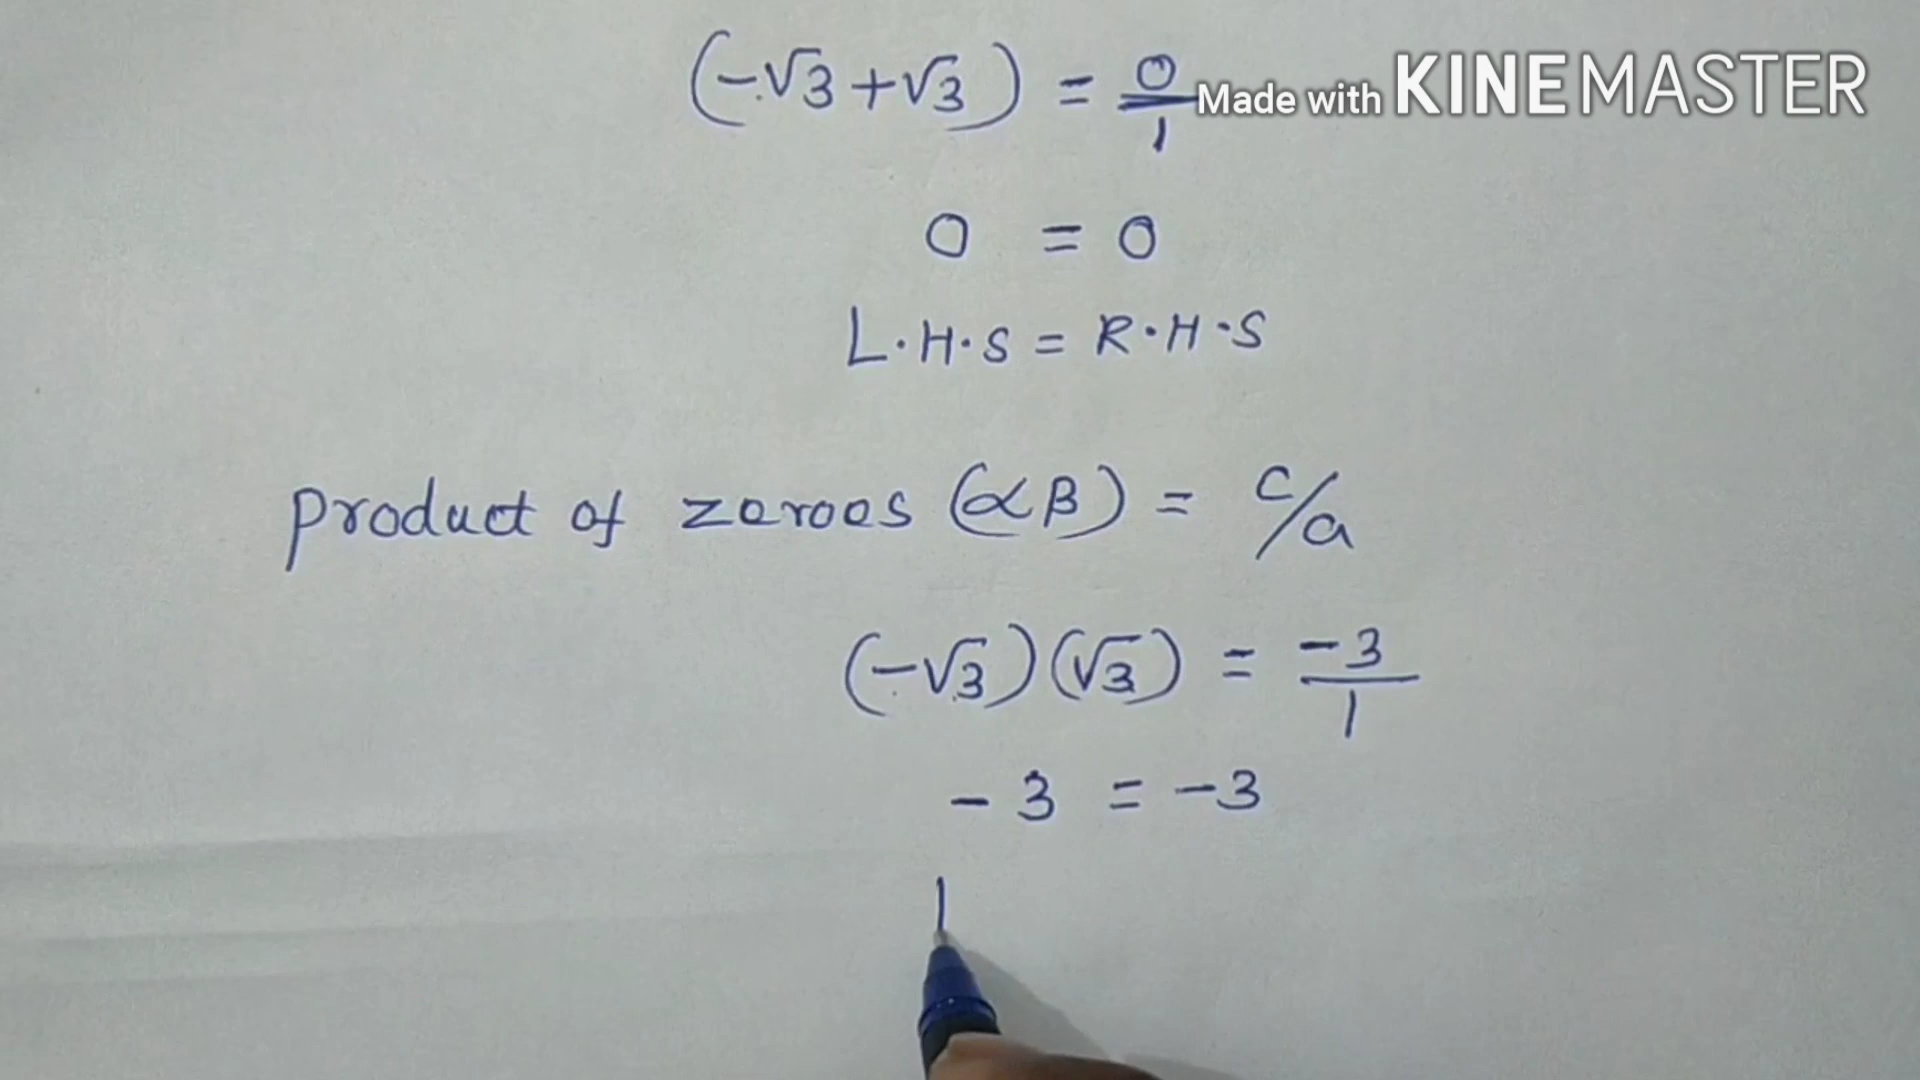 (-√3+√3) = 0/1
Made with KINEMASTER
0 = 0
L.H.S = R.H.S
product of zeroes (αβ) = c/a
(-√3)(√3) = -3/1
-3 = -3